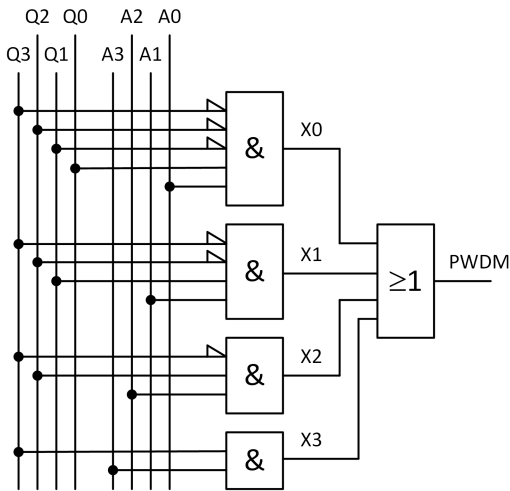 Q2 Q0 A2 A0
Q3 Q1 A3 A1
& X0
& X1
≥1 PWDM
& X2
& X3